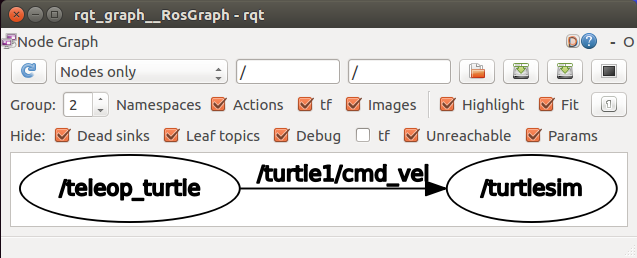 rqt_graph__RosGraph - rqt
Node Graph
D ? - O
Nodes only / /
Group: 2 Namespaces Actions tf Images Highlight Fit
Hide: Dead sinks Leaf topics Debug tf Unreachable Params
/teleop_turtle /turtle1/cmd_vel /turtlesim